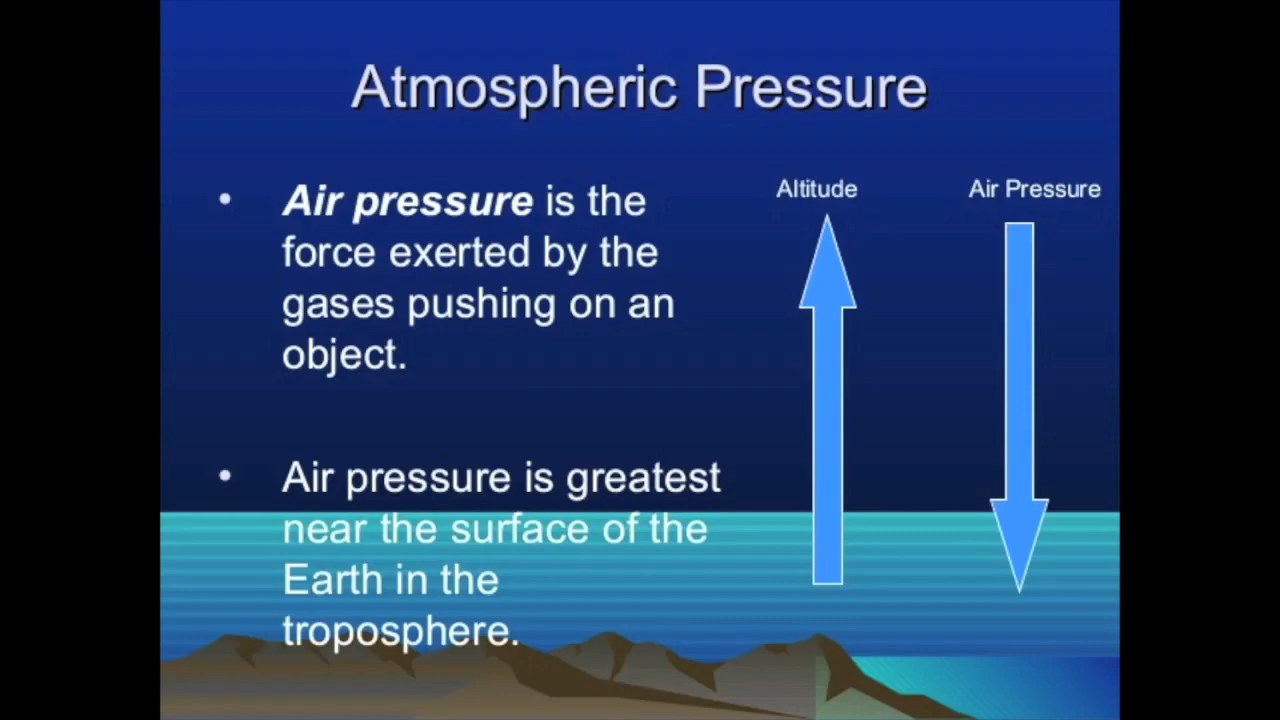 Atmospheric Pressure
• Air pressure is the
force exerted by the
gases pushing on an
object.
• Air pressure is greatest
near the surface of the
Earth in the
troposphere.
Altitude
Air Pressure